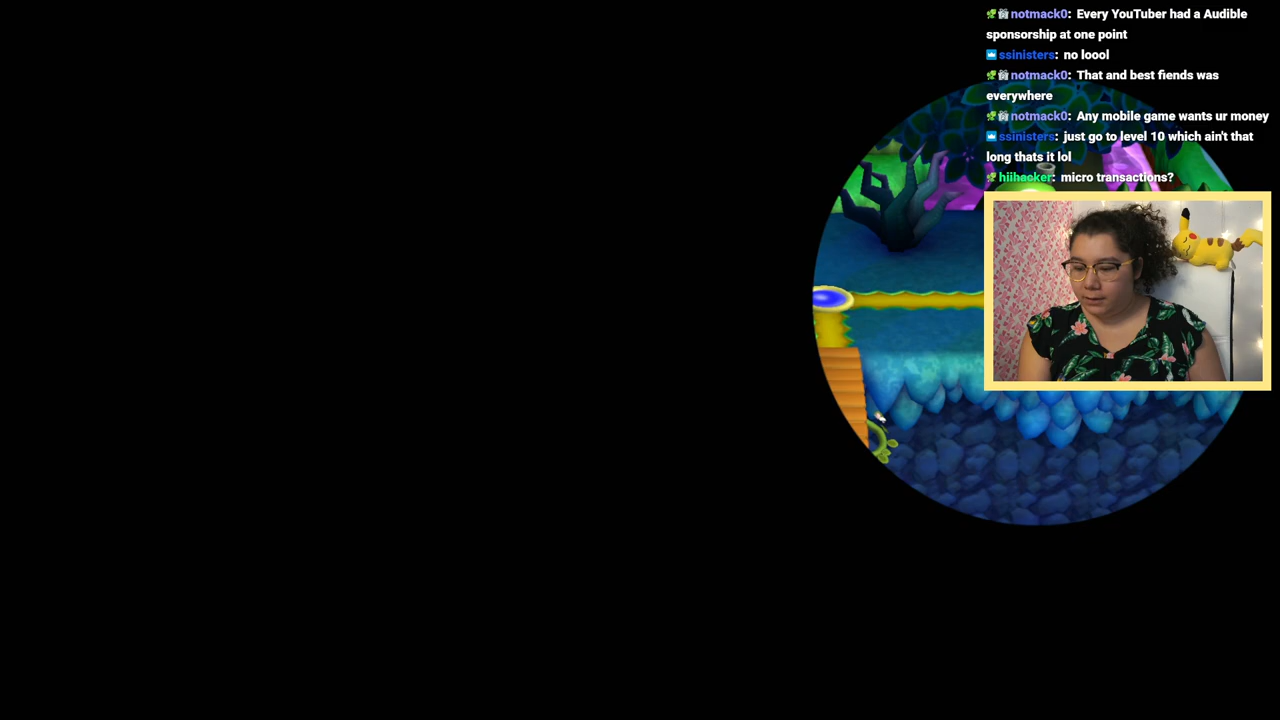 notmack0: Every YouTuber had a Audible
sponsorship at one point
ssinisters: no loool
notmack0: That and best fiends was
everywhere
notmack0: Any mobile game wants ur money
ssinisters: just go to level 10 which ain't that
long thats it lol
hiihacker: micro transactions?